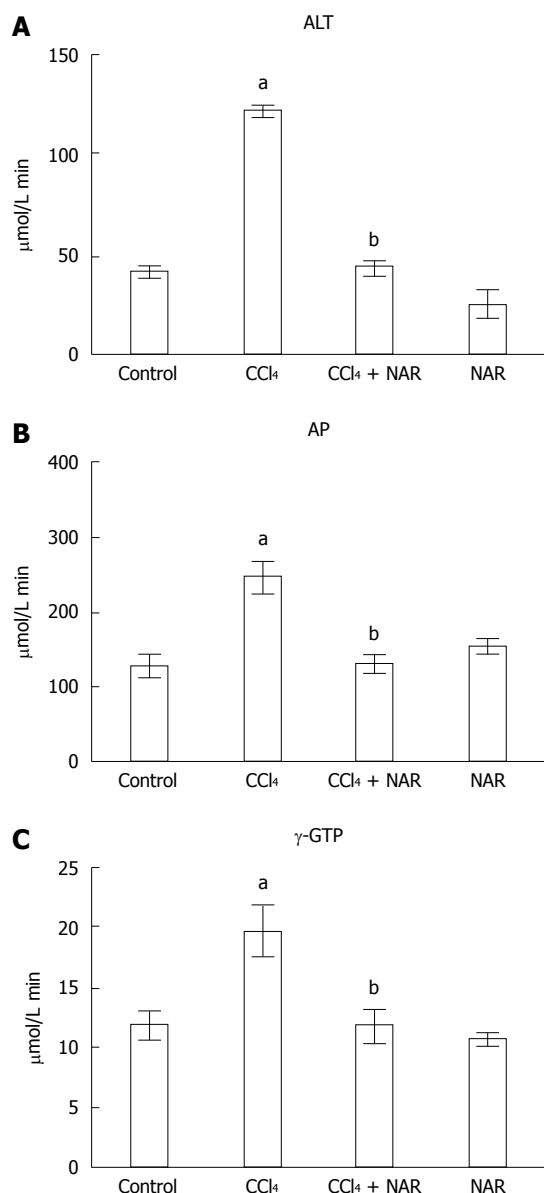 A
ALT
150
100
50
0
μmol/L min
a
b
Control CCl₄ CCl₄ + NAR NAR
B
AP
400
300
200
100
0
μmol/L min
a
b
Control CCl₄ CCl₄ + NAR NAR
C
γ-GTP
25
20
15
10
5
0
μmol/L min
a
b
Control CCl₄ CCl₄ + NAR NAR